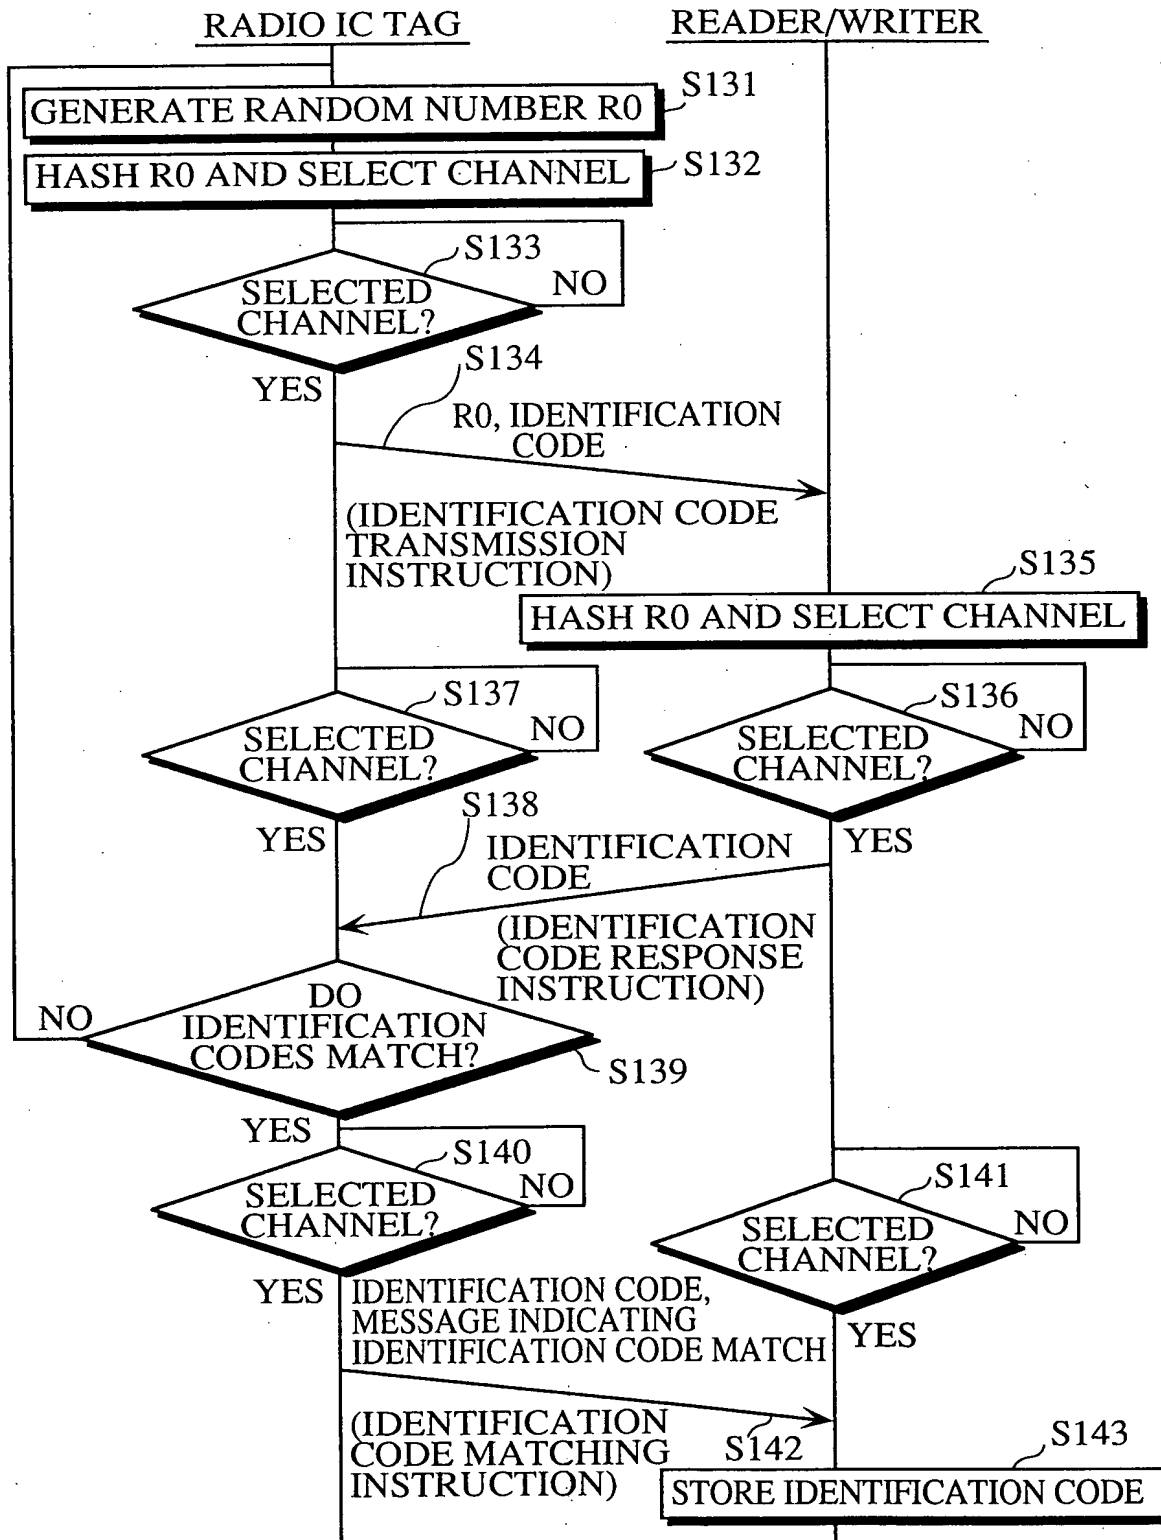 RADIO IC TAG
READER/WRITER
S131
GENERATE RANDOM NUMBER R0
S132
HASH R0 AND SELECT CHANNEL
S133
SELECTED
CHANNEL?
NO
YES
S134
R0, IDENTIFICATION
CODE
(IDENTIFICATION CODE
TRANSMISSION
INSTRUCTION)
S135
HASH R0 AND SELECT CHANNEL
S137
SELECTED
CHANNEL?
NO
YES
S136
SELECTED
CHANNEL?
NO
YES
S138
IDENTIFICATION
CODE
(IDENTIFICATION
CODE RESPONSE
INSTRUCTION)
NO
DO
IDENTIFICATION
CODES MATCH?
S139
YES
S140
SELECTED
CHANNEL?
NO
YES
S141
SELECTED
CHANNEL?
NO
YES
IDENTIFICATION CODE,
MESSAGE INDICATING
IDENTIFICATION CODE MATCH
(IDENTIFICATION
CODE MATCHING
INSTRUCTION)
S142
S143
STORE IDENTIFICATION CODE